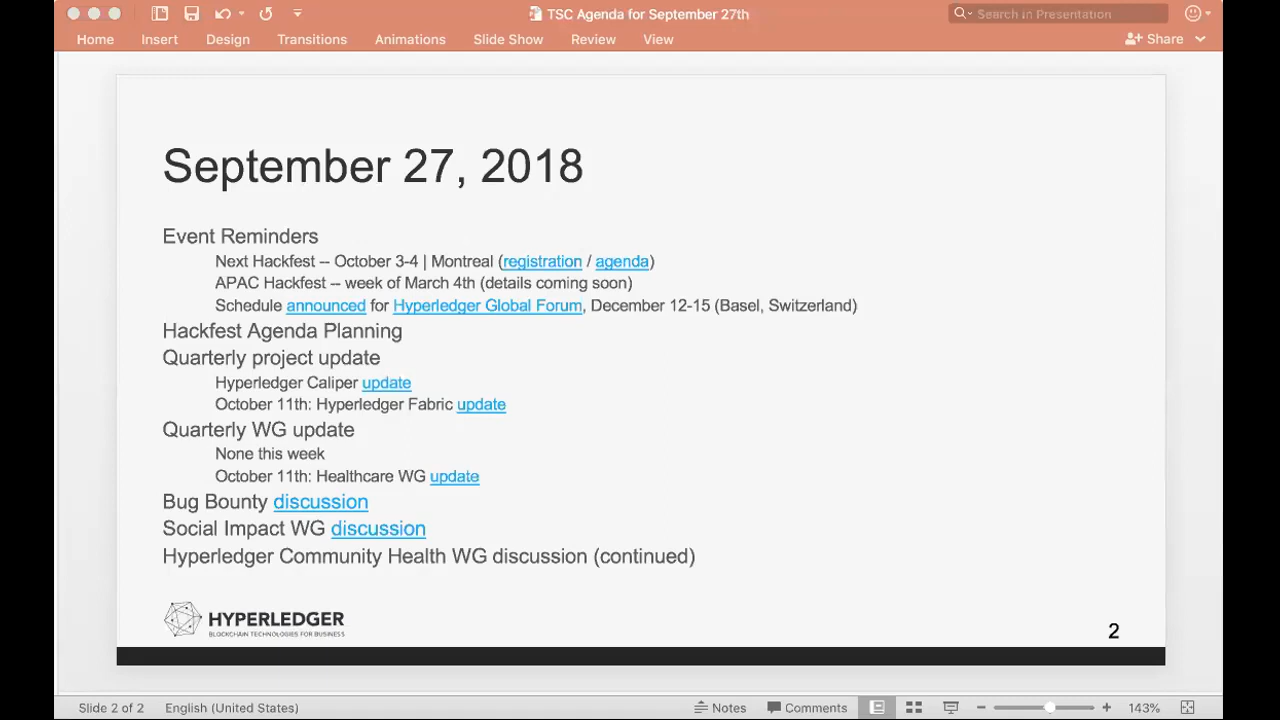 TSC Agenda for September 27th
Search in Presentation
Home Insert Design Transitions Animations Slide Show Review View Share
September 27, 2018
Event Reminders
Next Hackfest -- October 3-4 | Montreal (registration / agenda)
APAC Hackfest -- week of March 4th (details coming soon)
Schedule announced for Hyperledger Global Forum, December 12-15 (Basel, Switzerland)
Hackfest Agenda Planning
Quarterly project update
Hyperledger Caliper update
October 11th: Hyperledger Fabric update
Quarterly WG update
None this week
October 11th: Healthcare WG update
Bug Bounty discussion
Social Impact WG discussion
Hyperledger Community Health WG discussion (continued)
HYPERLEDGER
BLOCKCHAIN TECHNOLOGIES FOR BUSINESS
2
Slide 2 of 2 English (United States) Notes Comments 143%